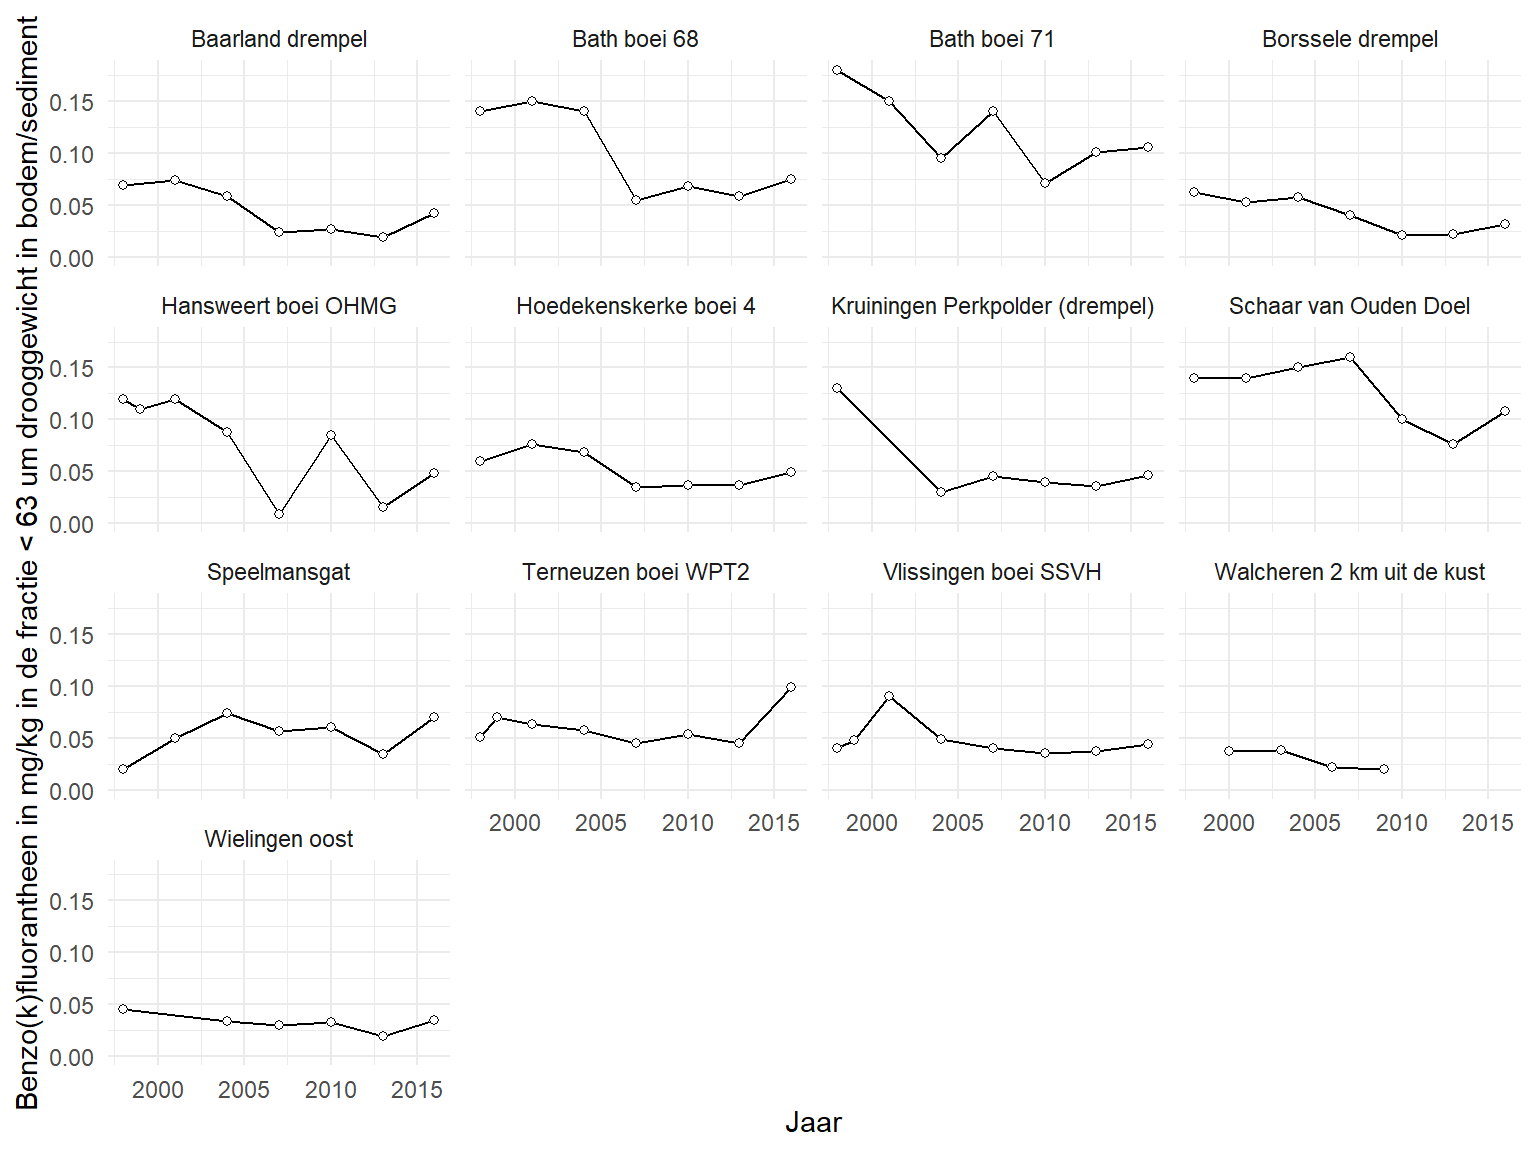 Benzo(k)fluorantheen in mg/kg in de fractie < 63 um drooggewicht in bodem/sediment
Baarland drempel
Bath boei 68
Bath boei 71
Borssele drempel
0.15
0.10
0.05
0.00
Hansweert boei OHMG
Hoedekenskerke boei 4
Kruiningen Perkpolder (drempel)
Schaar van Ouden Doel
0.15
0.10
0.05
0.00
Speelmansgat
Terneuzen boei WPT2
Vlissingen boei SSVH
Walcheren 2 km uit de kust
0.15
0.10
0.05
0.00
2000 2005 2010 2015
2000 2005 2010 2015
2000 2005 2010 2015
Wielingen oost
0.15
0.10
0.05
0.00
2000 2005 2010 2015
Jaar